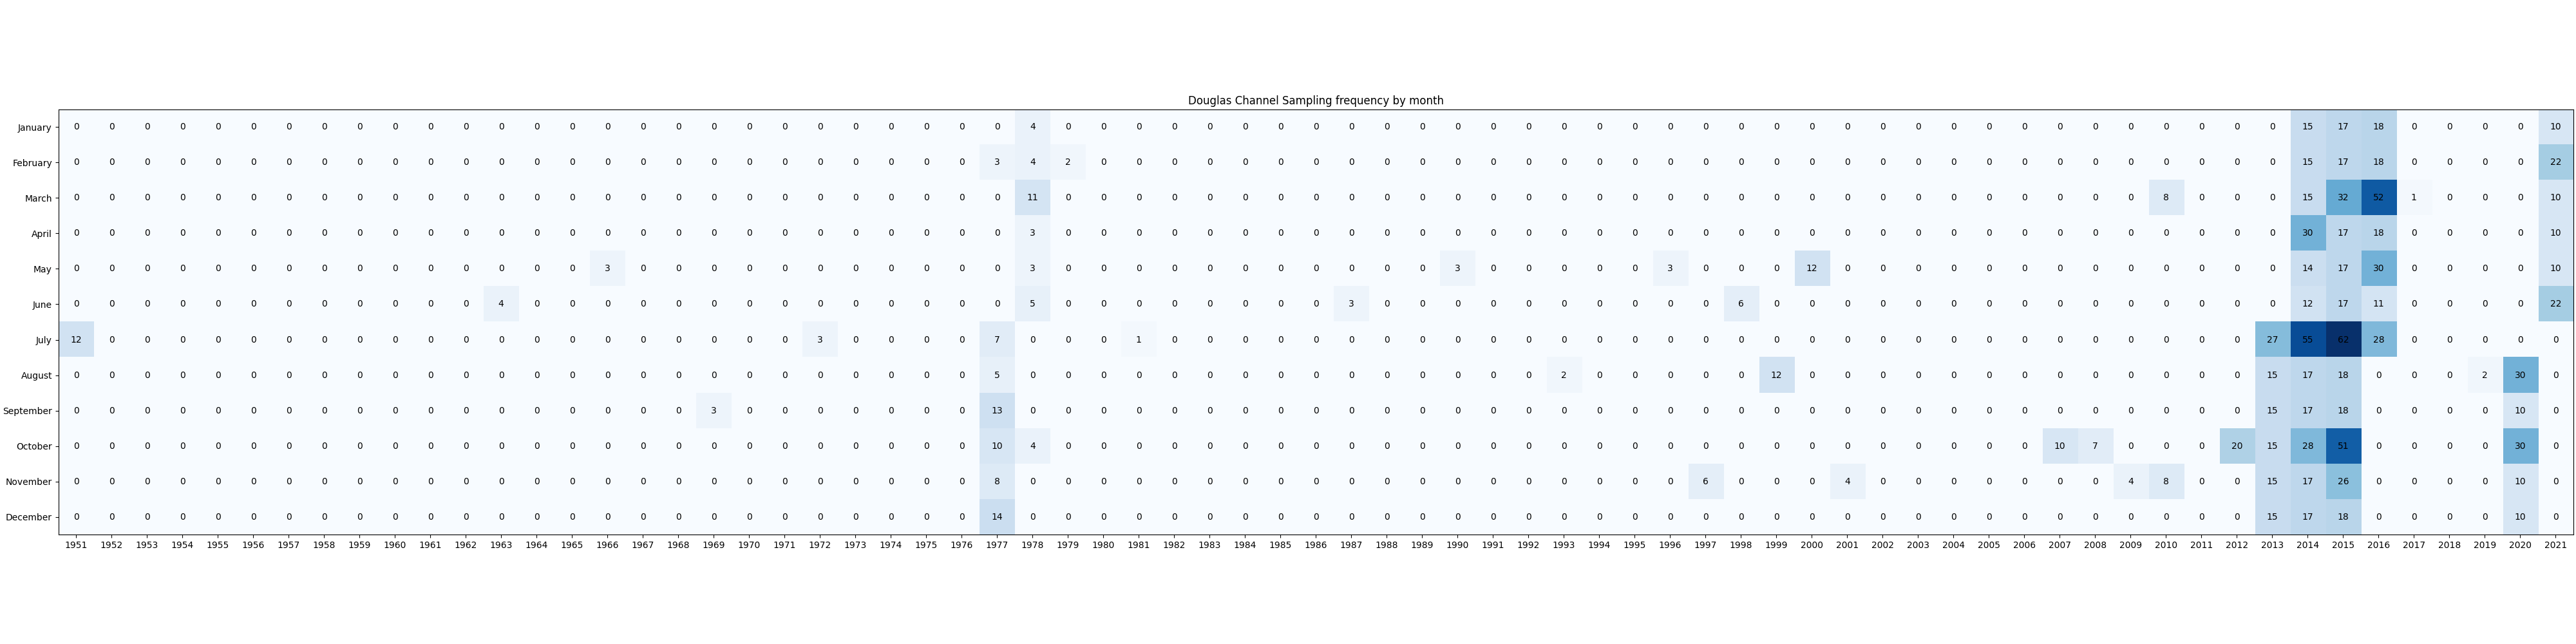 Douglas Channel Sampling frequency by month
January 0 0 0 0 0 0 0 0 0 0 0 0 0 0 0 0 0 0 0 0 0 0 0 0 0 0 0 4 0 0 0 0 0 0 0 0 0 0 0 0 0 0 0 0 0 0 0 0 0 0 0 0 0 0 0 0 0 0 0 0 0 0 0 15 17 18 0 0 0 0 10
February 0 0 0 0 0 0 0 0 0 0 0 0 0 0 0 0 0 0 0 0 0 0 0 0 0 0 3 4 2 0 0 0 0 0 0 0 0 0 0 0 0 0 0 0 0 0 0 0 0 0 0 0 0 0 0 0 0 0 0 0 0 0 0 15 17 18 0 0 0 0 22
March 0 0 0 0 0 0 0 0 0 0 0 0 0 0 0 0 0 0 0 0 0 0 0 0 0 0 0 11 0 0 0 0 0 0 0 0 0 0 0 0 0 0 0 0 0 0 0 0 0 0 0 0 0 0 0 0 0 0 0 8 0 0 0 15 32 52 1 0 0 0 10
April 0 0 0 0 0 0 0 0 0 0 0 0 0 0 0 0 0 0 0 0 0 0 0 0 0 0 0 3 0 0 0 0 0 0 0 0 0 0 0 0 0 0 0 0 0 0 0 0 0 0 0 0 0 0 0 0 0 0 0 0 0 0 0 30 17 18 0 0 0 0 10
May 0 0 0 0 0 0 0 0 0 0 0 0 0 0 0 3 0 0 0 0 0 0 0 0 0 0 0 3 0 0 0 0 0 0 0 0 0 0 0 3 0 0 0 0 0 3 0 0 0 12 0 0 0 0 0 0 0 0 0 0 0 0 0 14 17 30 0 0 0 0 10
June 0 0 0 0 0 0 0 0 0 0 0 0 4 0 0 0 0 0 0 0 0 0 0 0 0 0 0 5 0 0 0 0 0 0 0 0 3 0 0 0 0 0 0 0 0 0 0 6 0 0 0 0 0 0 0 0 0 0 0 0 0 0 0 12 17 11 0 0 0 0 22
July 12 0 0 0 0 0 0 0 0 0 0 0 0 0 0 0 0 0 0 0 0 3 0 0 0 0 7 0 0 0 1 0 0 0 0 0 0 0 0 0 0 0 0 0 0 0 0 0 0 0 0 0 0 0 0 0 0 0 0 0 0 0 27 55 62 28 0 0 0 0 0
August 0 0 0 0 0 0 0 0 0 0 0 0 0 0 0 0 0 0 0 0 0 0 0 0 0 0 5 0 0 0 0 0 0 0 0 0 0 0 0 0 0 0 2 0 0 0 0 0 12 0 0 0 0 0 0 0 0 0 0 0 0 0 15 17 18 0 0 0 2 30 0
September 0 0 0 0 0 0 0 0 0 0 0 0 0 0 0 0 0 0 3 0 0 0 0 0 0 0 13 0 0 0 0 0 0 0 0 0 0 0 0 0 0 0 0 0 0 0 0 0 0 0 0 0 0 0 0 0 0 0 0 0 0 0 15 17 18 0 0 0 0 10 0
October 0 0 0 0 0 0 0 0 0 0 0 0 0 0 0 0 0 0 0 0 0 0 0 0 0 0 10 4 0 0 0 0 0 0 0 0 0 0 0 0 0 0 0 0 0 0 0 0 0 0 0 0 0 0 0 0 10 7 0 0 0 20 15 28 51 0 0 0 0 30 0
November 0 0 0 0 0 0 0 0 0 0 0 0 0 0 0 0 0 0 0 0 0 0 0 0 0 0 8 0 0 0 0 0 0 0 0 0 0 0 0 0 0 0 0 0 0 0 6 0 0 0 4 0 0 0 0 0 0 0 4 8 0 0 15 17 26 0 0 0 0 10 0
December 0 0 0 0 0 0 0 0 0 0 0 0 0 0 0 0 0 0 0 0 0 0 0 0 0 0 14 0 0 0 0 0 0 0 0 0 0 0 0 0 0 0 0 0 0 0 0 0 0 0 0 0 0 0 0 0 0 0 0 0 0 0 15 17 18 0 0 0 0 10 0
1951 1952 1953 1954 1955 1956 1957 1958 1959 1960 1961 1962 1963 1964 1965 1966 1967 1968 1969 1970 1971 1972 1973 1974 1975 1976 1977 1978 1979 1980 1981 1982 1983 1984 1985 1986 1987 1988 1989 1990 1991 1992 1993 1994 1995 1996 1997 1998 1999 2000 2001 2002 2003 2004 2005 2006 2007 2008 2009 2010 2011 2012 2013 2014 2015 2016 2017 2018 2019 2020 2021